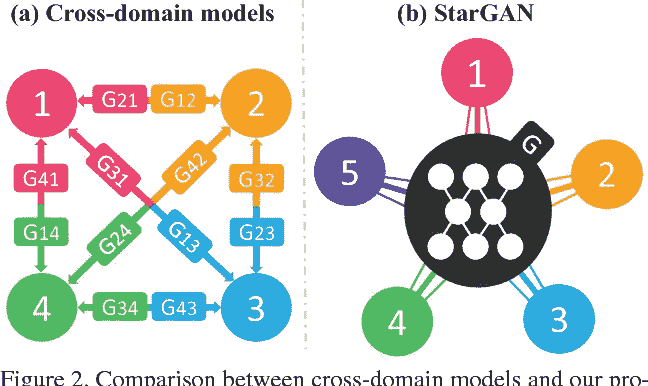 (a) Cross-domain models
(b) StarGAN
1
G21
G12
2
G41
G31
G42
G32
G14
G24
G13
G23
4
G34
G43
3
1
G
5
2
4
3
Figure 2. Comparison between cross-domain models and our pro-